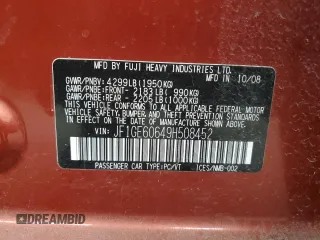 MFD BY FUJI HEAVY INDUSTRIES LTD.
MFD IN 10/08
GVWR/PNBV: 4299LB(1950KG)
GAWR/PNBE:FRONT- 2183LB( 990KG)
GAWR/PNBE:REAR - 2205LB(1000KG)
THIS VEHICLE CONFORMS TO ALL APPLICABLE FEDERAL MOTOR VEHICLE SAFETY, BUMPER, AND THEFT PREVENTION STANDARDS IN EFFECT ON THE DATE OF MANUFACTURE SHOWN ABOVE.
VIN: JF1GE60649H508452
PASSENGER CAR TYPE:PC/VT ICES/NMB-002
DREAMBID